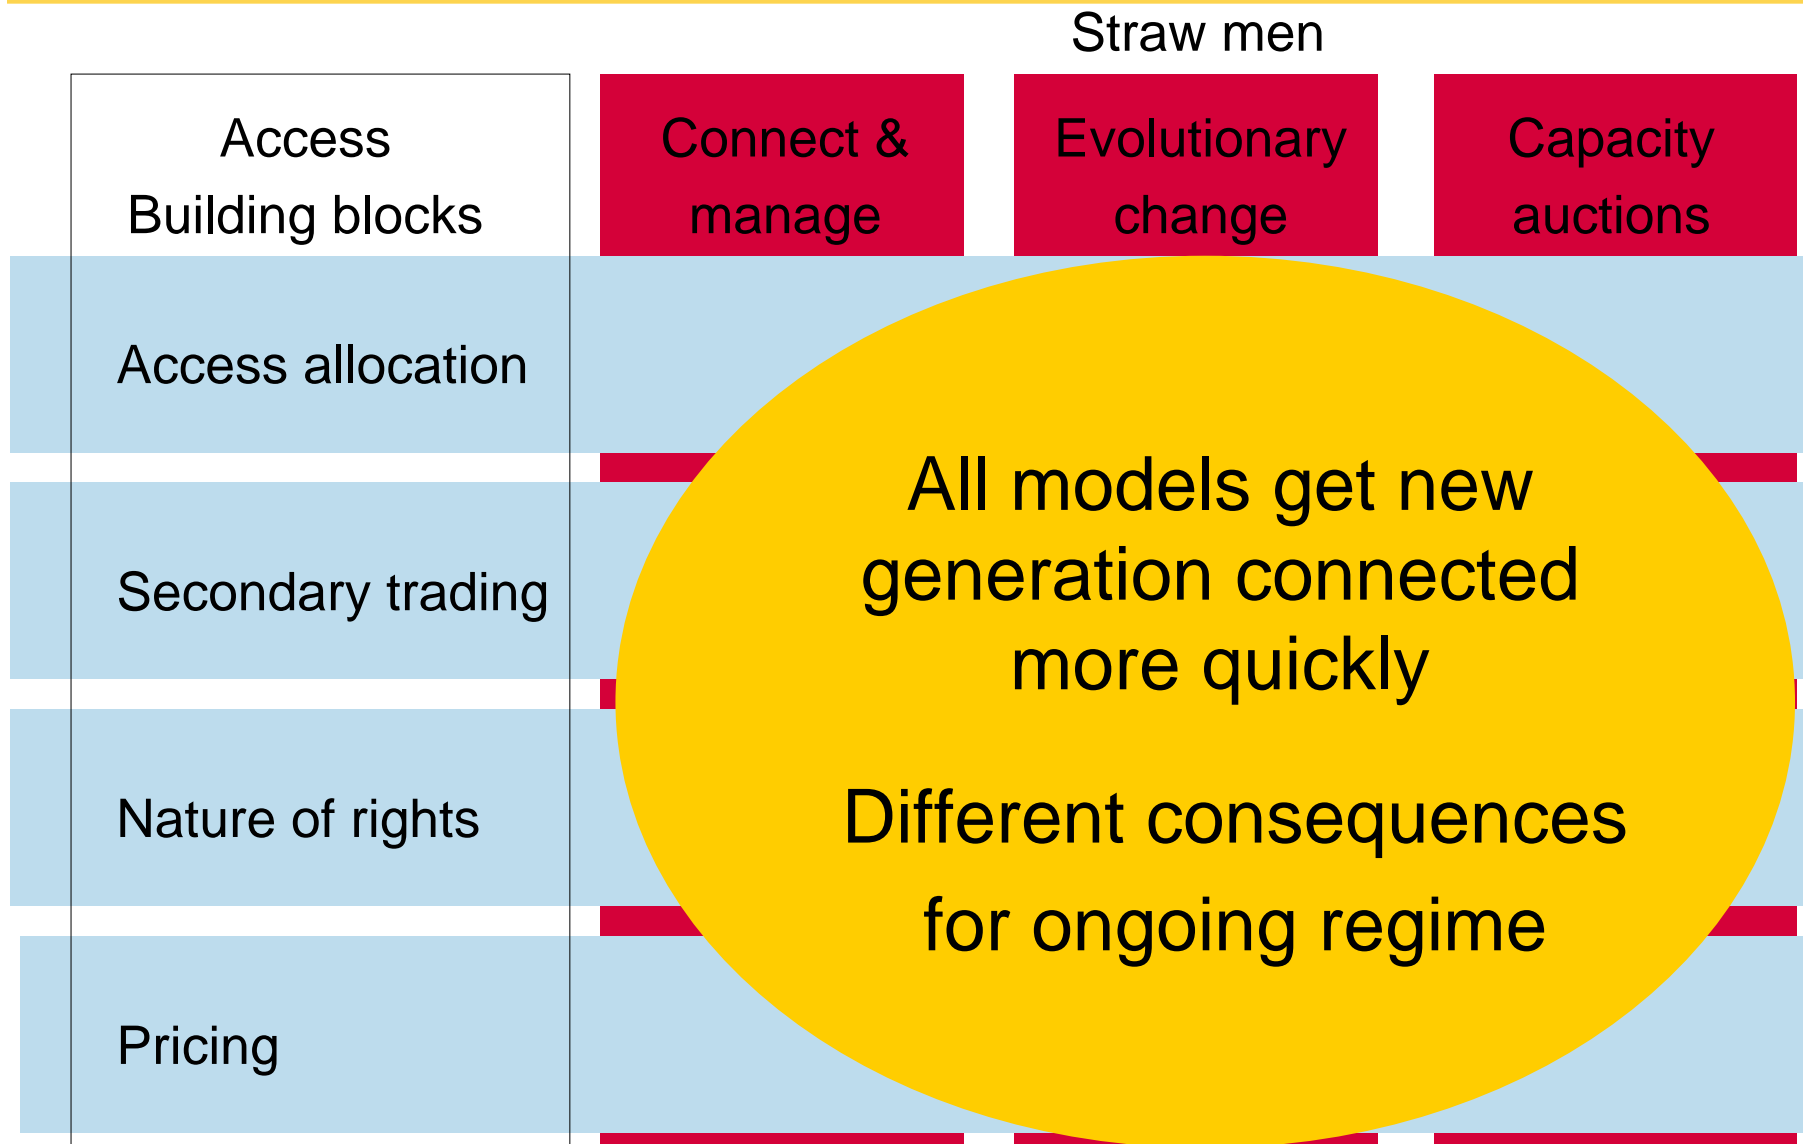 Straw men
Access
Building blocks
Connect &
manage
Evolutionary
change
Capacity
auctions
Access allocation
Secondary trading
Nature of rights
Pricing
All models get new
generation connected
more quickly
Different consequences
for ongoing regime